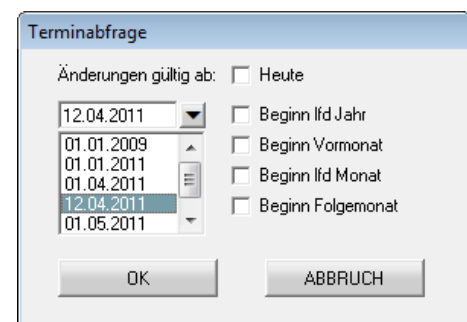 Terminabfrage
Änderungen gültig ab: Heute
12.04.2011 Beginn lfd Jahr
01.01.2009 Beginn Vormonat
01.01.2011
01.04.2011 Beginn lfd Monat
12.04.2011 Beginn Folgemonat
01.05.2011
OK ABBRUCH